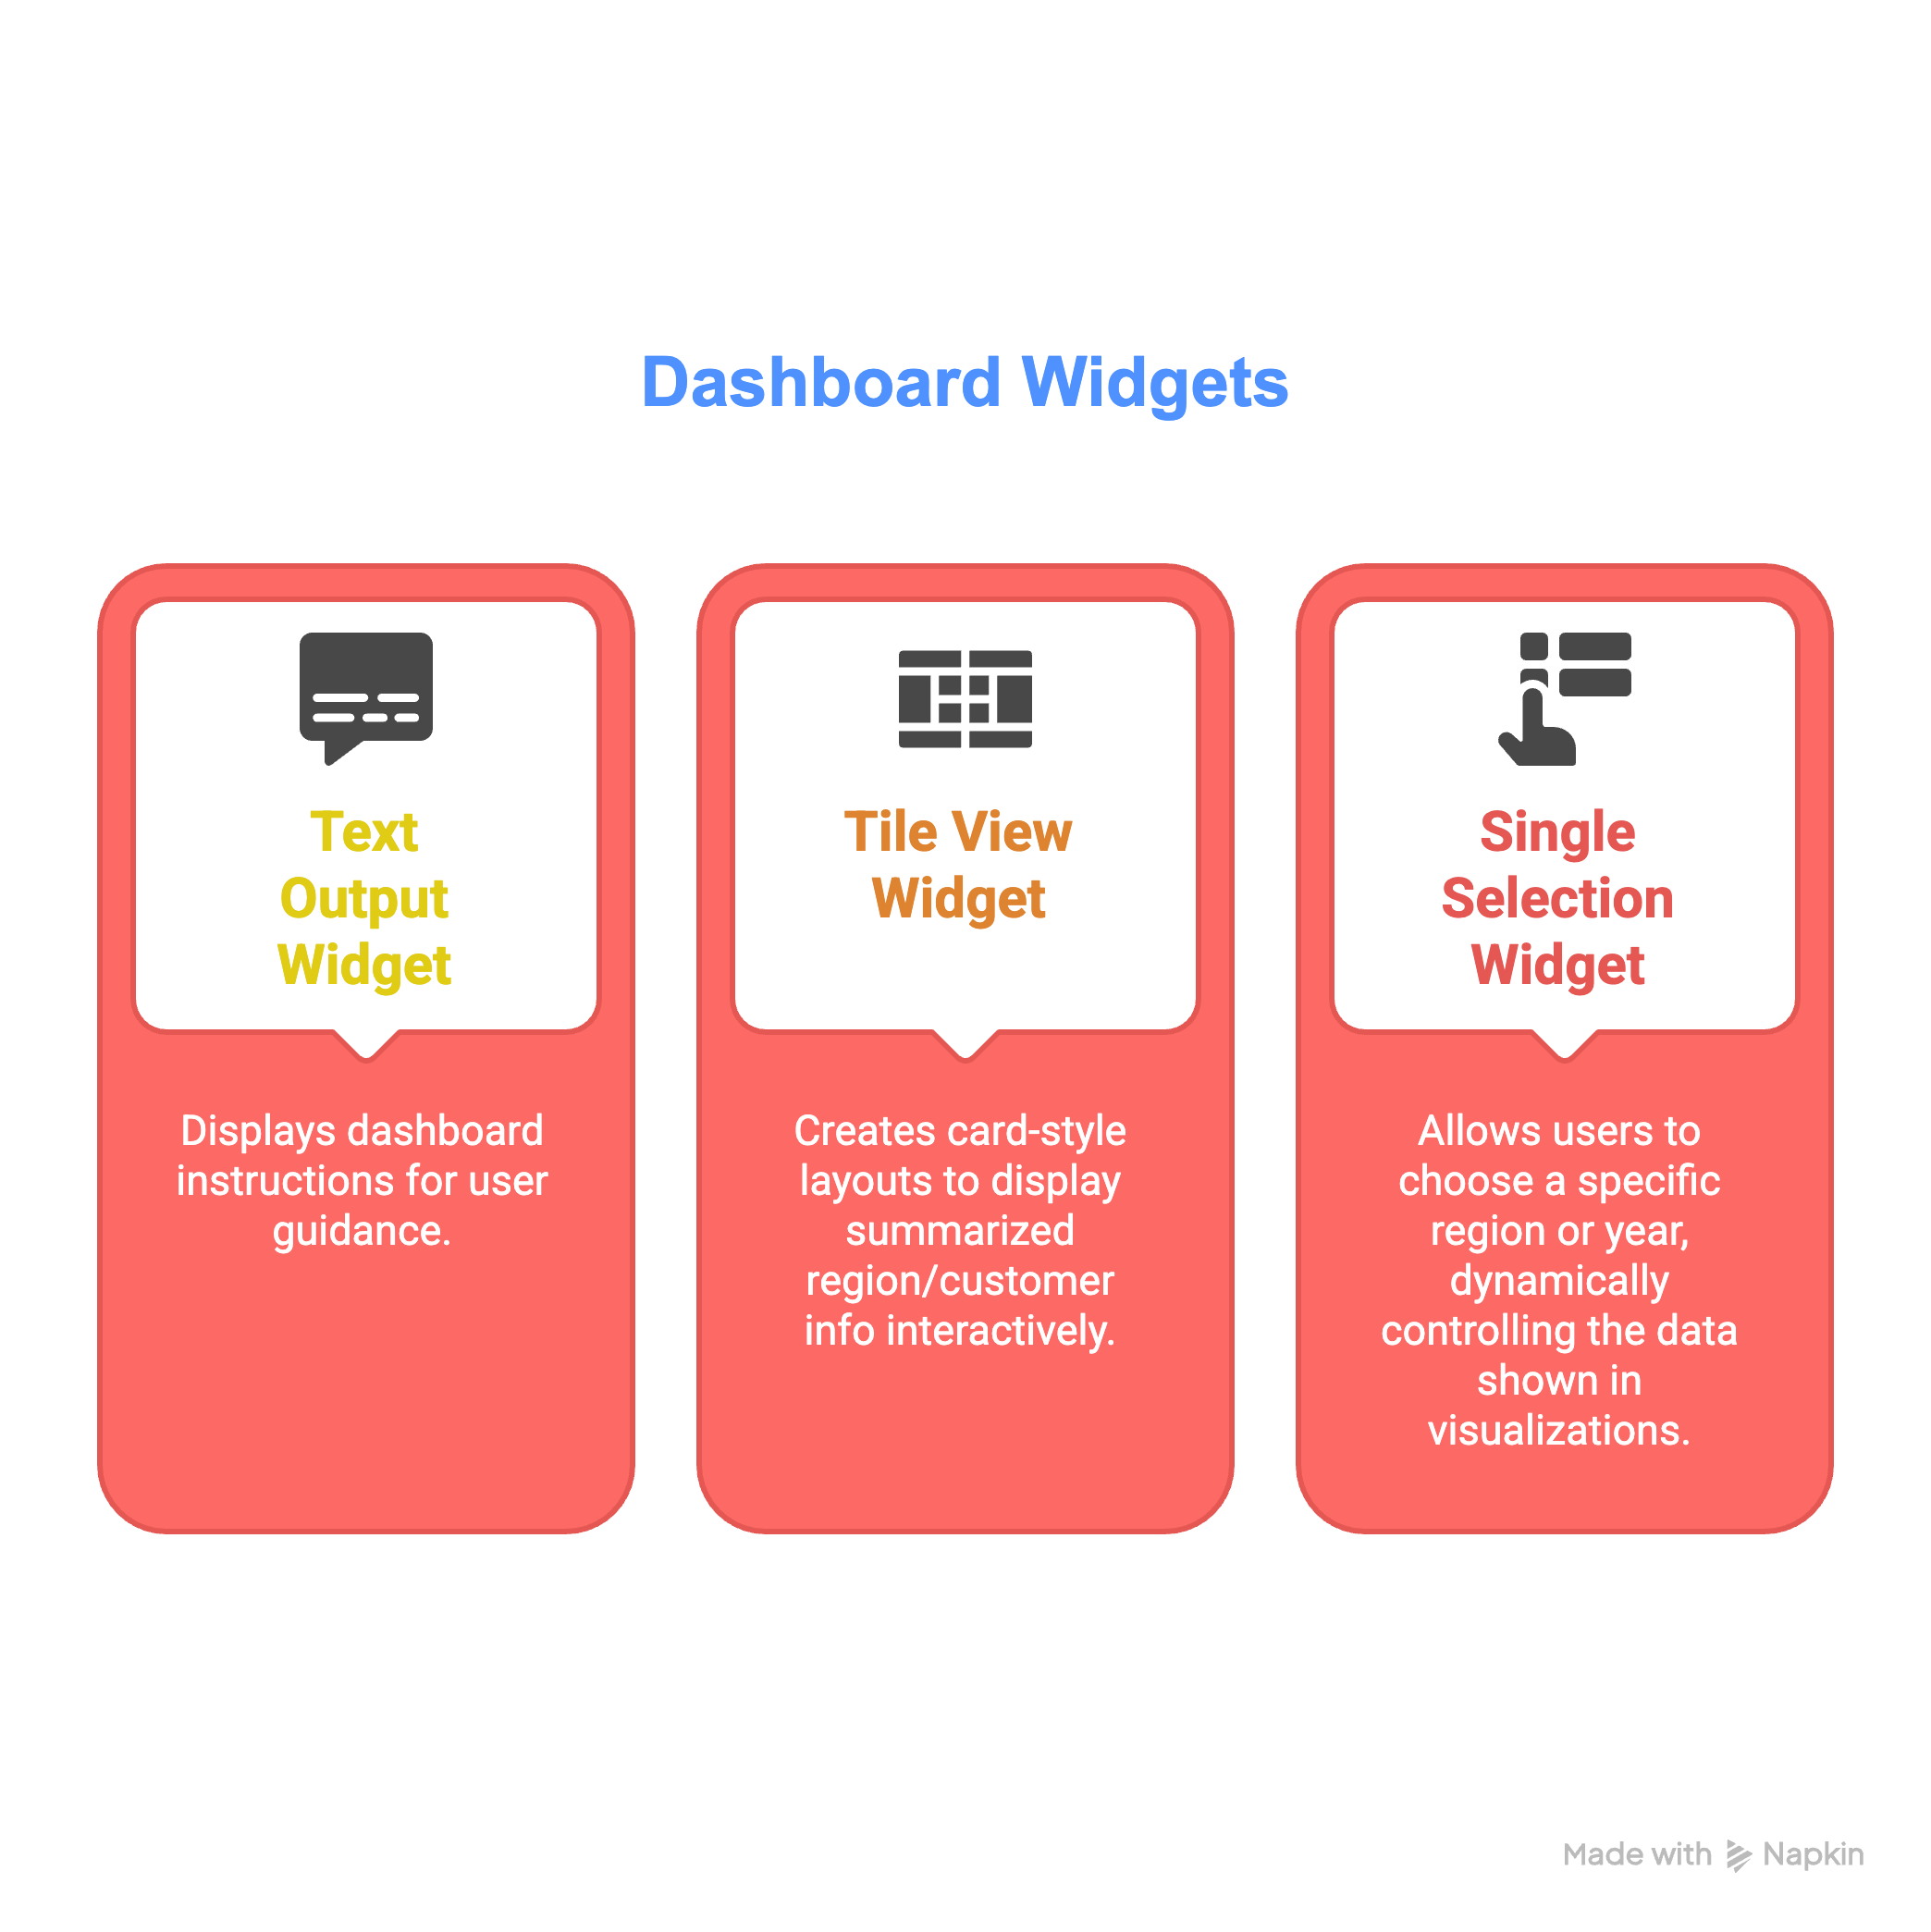 Dashboard Widgets
Text
Output
Widget
Displays dashboard
instructions for user
guidance.
Tile View
Widget
Creates card-style
layouts to display
summarized
region/customer
info interactively.
Single
Selection
Widget
Allows users to
choose a specific
region or year,
dynamically
controlling the data
shown in
visualizations.
Made with Napkin